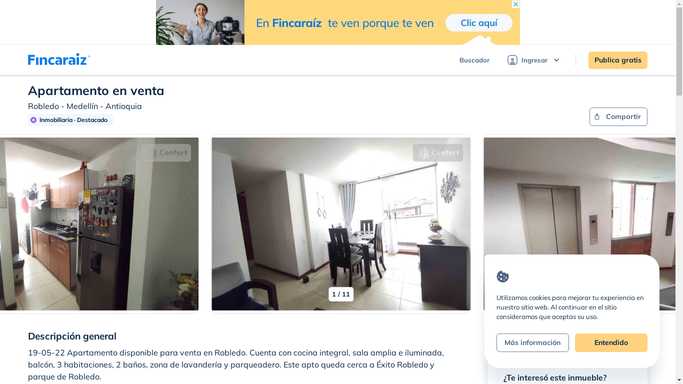 En Fincaraíz te ven porque te ven
Clic aquí
Fincaraiz
Buscador
Ingresar
Publica gratis
Apartamento en venta
Robledo - Medellín - Antioquia
Inmobiliaria · Destacado
Compartir
Confort
Confort
1 / 11
Utilizamos cookies para mejorar tu experiencia en
nuestro sitio web. Al continuar en el sitio
consideramos que aceptas su uso.
Más información
Entendido
Descripción general
19-05-22 Apartamento disponible para venta en Robledo. Cuenta con cocina integral, sala amplia e iluminada,
balcón, 3 habitaciones, 2 baños, zona de lavandería y parqueadero. Este apto queda cerca a Éxito Robledo y
parque de Robledo.
¿Te interesó este inmueble?